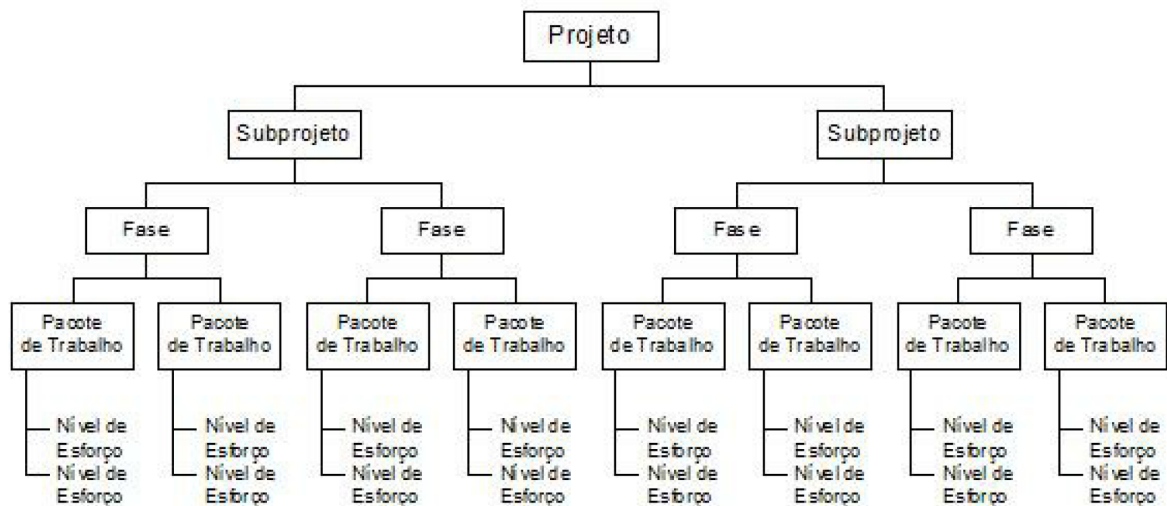 Projeto
Subprojeto Subprojeto
Fase Fase Fase Fase
Pacote Pacote Pacote Pacote Pacote Pacote Pacote Pacote
de Trabalho de Trabalho de Trabalho de Trabalho de Trabalho de Trabalho de Trabalho de Trabalho
Nível de Nível de Nível de Nível de Nível de Nível de Nível de Nível de
Esforço Esforço Esforço Esforço Esforço Esforço Esforço Esforço
Nível de Nível de Nível de Nível de Nível de Nível de Nível de Nível de
Esforço Esforço Esforço Esforço Esforço Esforço Esforço Esforço